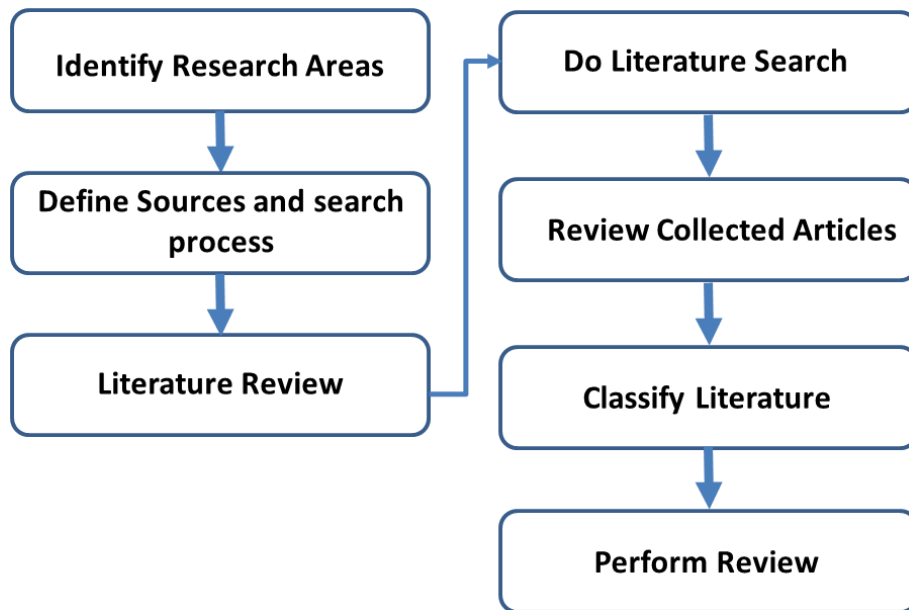 Identify Research Areas
Define Sources and search
process
Literature Review
Do Literature Search
Review Collected Articles
Classify Literature
Perform Review